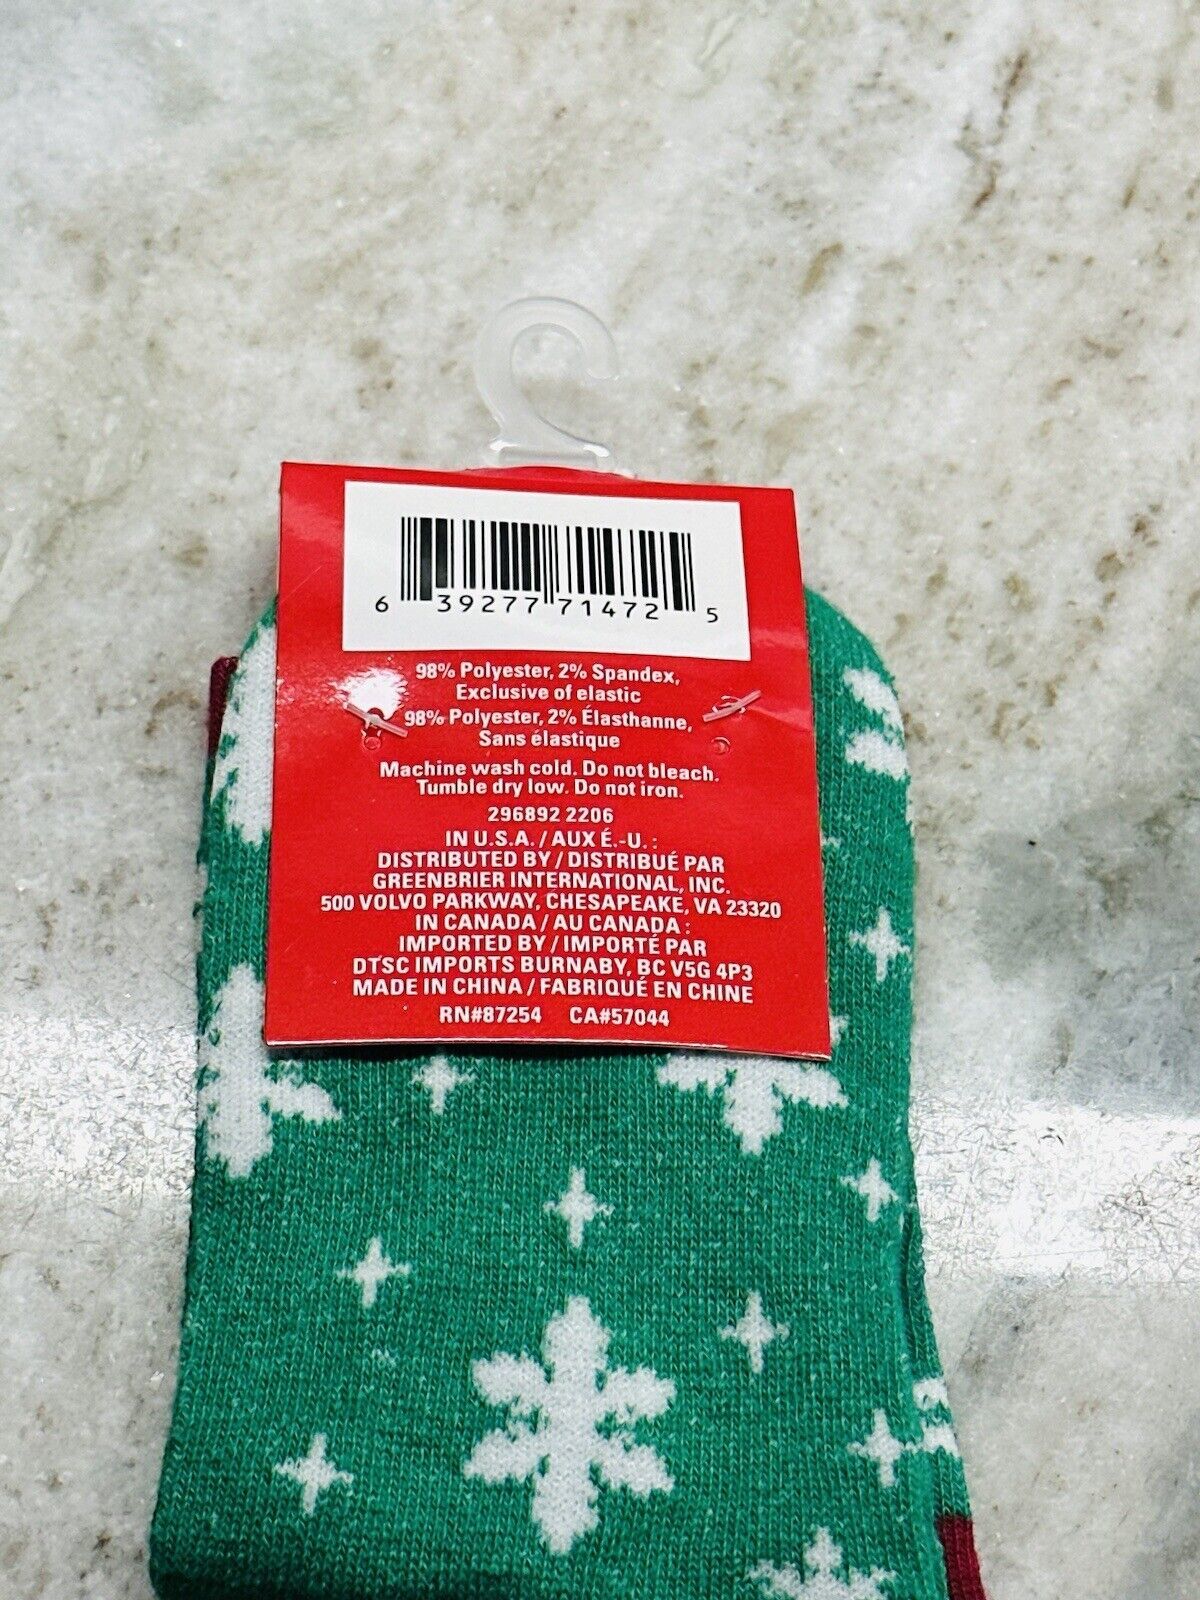 6 39277 71472 5
98% Polyester, 2% Spandex,
Exclusive of elastic
98% Polyester, 2% Élasthanne,
Sans élastique
Machine wash cold. Do not bleach.
Tumble dry low. Do not iron.
296892 2206
IN U.S.A. / AUX É.-U. :
DISTRIBUTED BY / DISTRIBUÉ PAR
GREENBRIER INTERNATIONAL, INC.
500 VOLVO PARKWAY, CHESAPEAKE, VA 23320
IN CANADA / AU CANADA :
IMPORTED BY / IMPORTÉ PAR
DTSC IMPORTS BURNABY, BC V5G 4P3
MADE IN CHINA / FABRIQUÉ EN CHINE
RN#87254 CA#57044